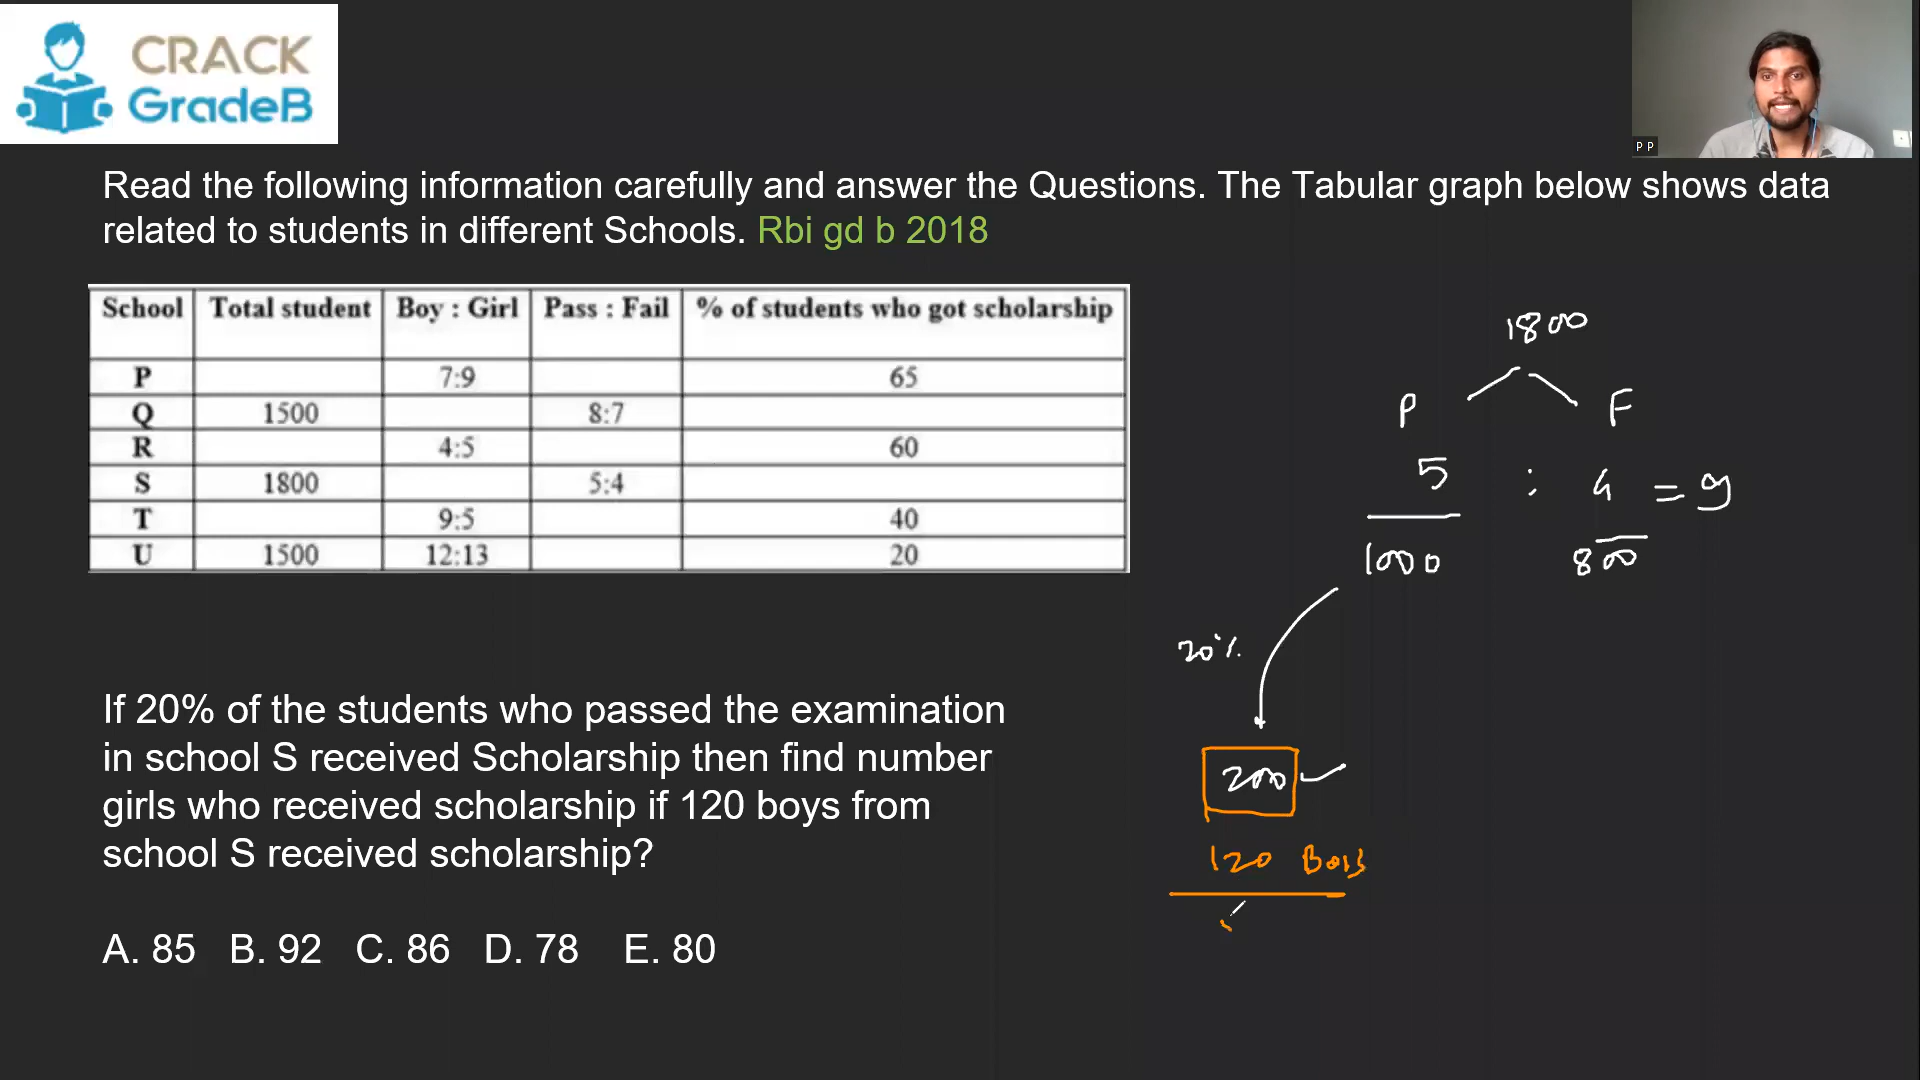 CRACK
GradeB
P P
Read the following information carefully and answer the Questions. The Tabular graph below shows data
related to students in different Schools. Rbi gd b 2018
School Total student Boy : Girl Pass : Fail % of students who got scholarship
P 7:9 65
Q 1500 8:7
R 4:5 60
S 1800 5:4
T 9:5 40
U 1500 12:13 20
1800
P F
5 : 4 = 9
1000 800
20%
200
120 Boys
If 20% of the students who passed the examination
in school S received Scholarship then find number
girls who received scholarship if 120 boys from
school S received scholarship?
A. 85 B. 92 C. 86 D. 78 E. 80